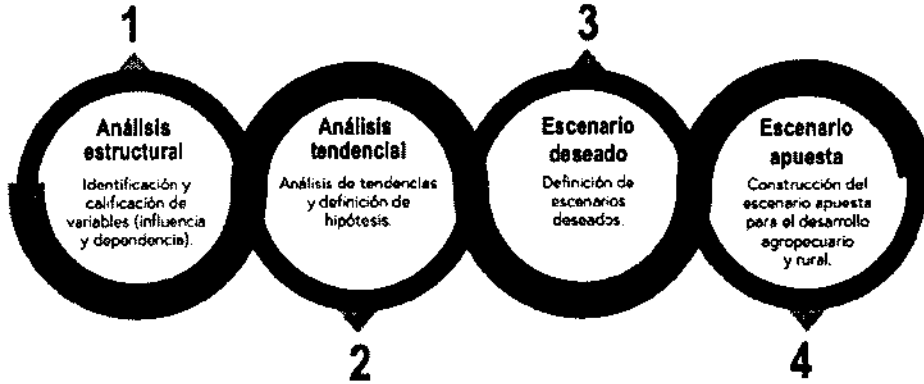 1
Análisis
estructural
Identificación y
calificación de
variables (influencia
y dependencia).
2
Análisis
tendencial
Análisis de tendencias
y definición de
hipótesis.
3
Escenario
deseado
Definición de
escenarios
deseados.
4
Escenario
apuesta
Construcción del
escenario apuesta
para el desarrollo
agropecuario
y rural.